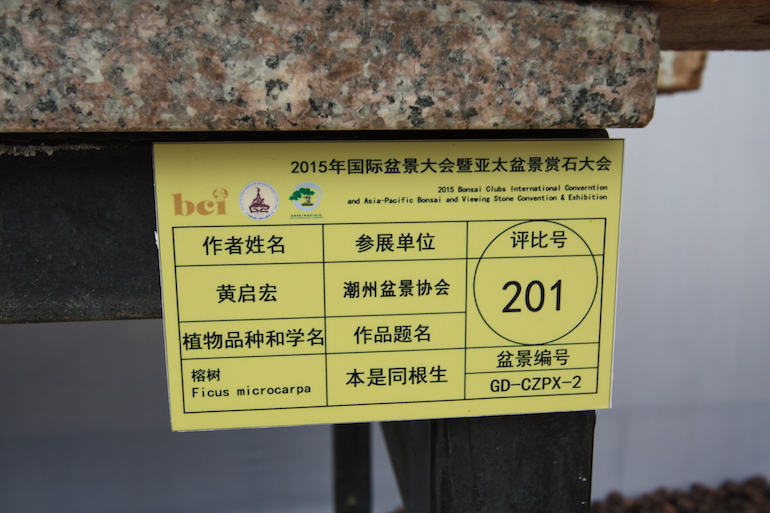 2015年国际盆景大会暨亚太盆景赏石大会
2015 Bonsai Clubs International Converntion
and Asia-Pacific Bonsai and Viewing Stone Convention & Exhibition
bci
ASIA-PACIFIC
作者姓名 参展单位 评比号
黄启宏 潮州盆景协会 201
植物品种和学名 作品题名 盆景编号
榕树
Ficus microcarpa 本是同根生 GD-CZPX-2